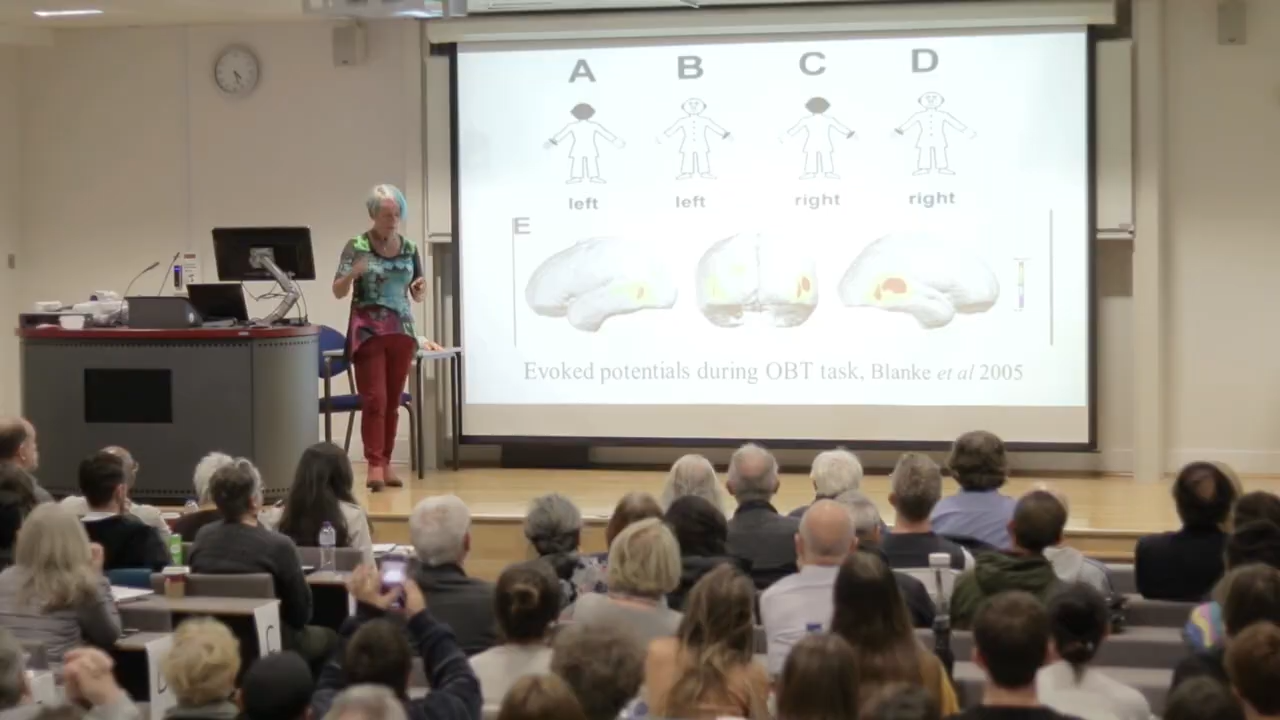 A B C D
left left right right
E
Evoked potentials during OBT task, Blanke et al 2005